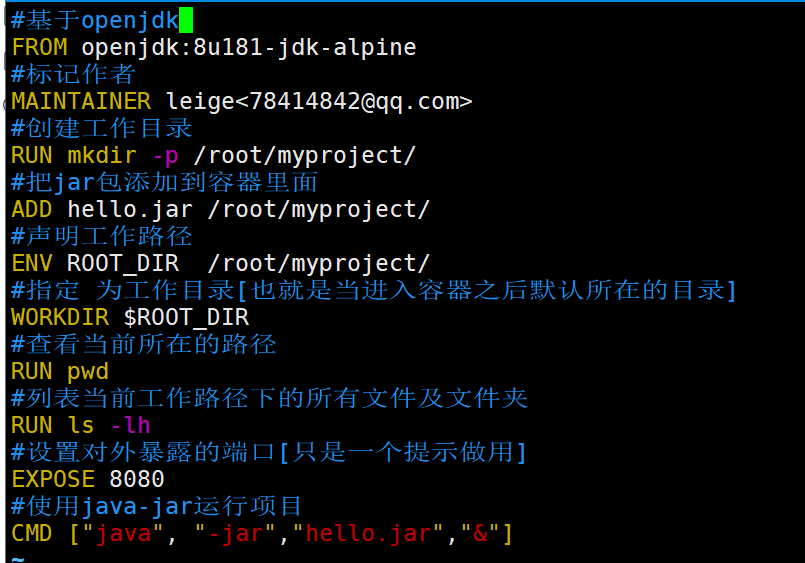 #基于openjdk
FROM openjdk:8u181-jdk-alpine
#标记作者
MAINTAINER leige<78414842@qq.com>
#创建工作目录
RUN mkdir -p /root/myproject/
#把jar包添加到容器里面
ADD hello.jar /root/myproject/
#声明工作路径
ENV ROOT_DIR  /root/myproject/
#指定 为工作目录[也就是当进入容器之后默认所在的目录]
WORKDIR $ROOT_DIR
#查看当前所在的路径
RUN pwd
#列表当前工作路径下的所有文件及文件夹
RUN ls -lh
#设置对外暴露的端口[只是一个提示做用]
EXPOSE 8080
#使用java-jar运行项目
CMD ["java", "-jar","hello.jar","&"]
~